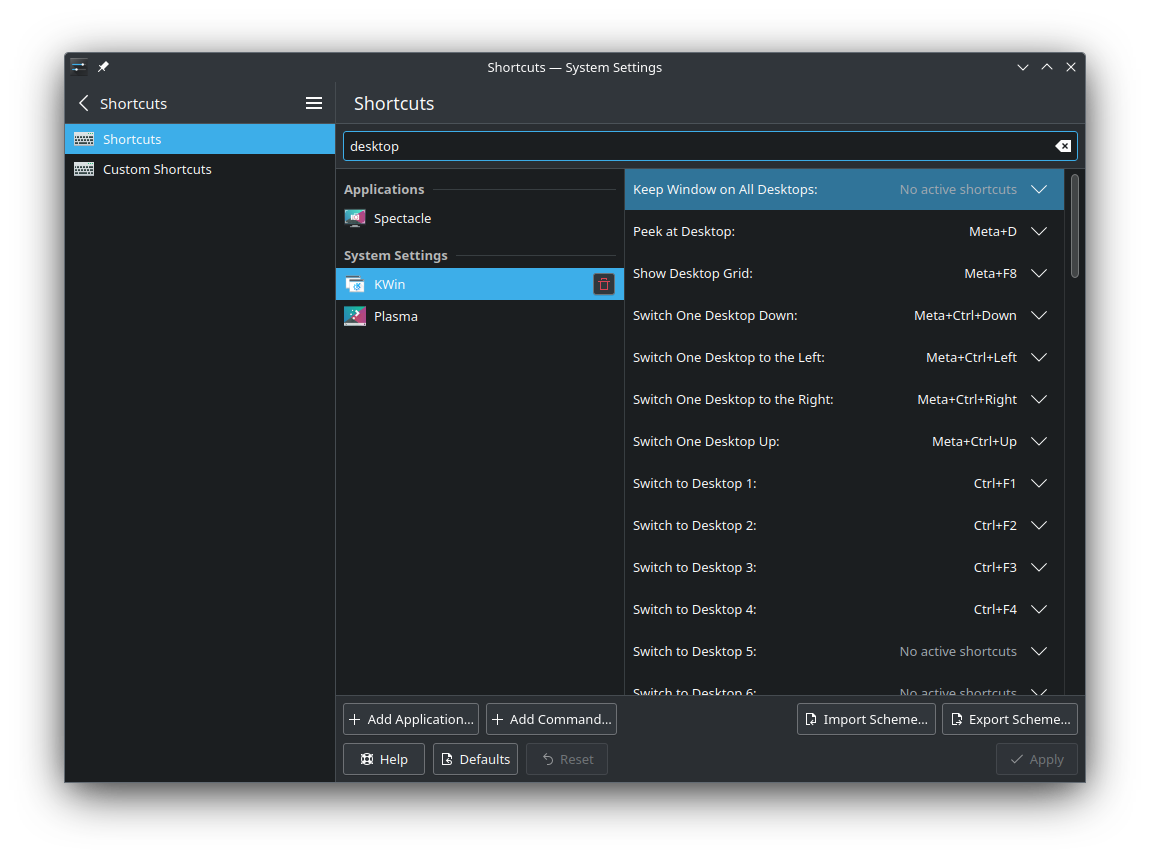 Shortcuts — System Settings
Shortcuts
Shortcuts
Custom Shortcuts
Shortcuts
desktop
Applications
Spectacle
System Settings
KWin
Plasma
Keep Window on All Desktops: No active shortcuts
Peek at Desktop: Meta+D
Show Desktop Grid: Meta+F8
Switch One Desktop Down: Meta+Ctrl+Down
Switch One Desktop to the Left: Meta+Ctrl+Left
Switch One Desktop to the Right: Meta+Ctrl+Right
Switch One Desktop Up: Meta+Ctrl+Up
Switch to Desktop 1: Ctrl+F1
Switch to Desktop 2: Ctrl+F2
Switch to Desktop 3: Ctrl+F3
Switch to Desktop 4: Ctrl+F4
Switch to Desktop 5: No active shortcuts
Switch to Desktop 6: No active shortcuts
Add Application... Add Command... Import Scheme... Export Scheme...
Help Defaults Reset Apply